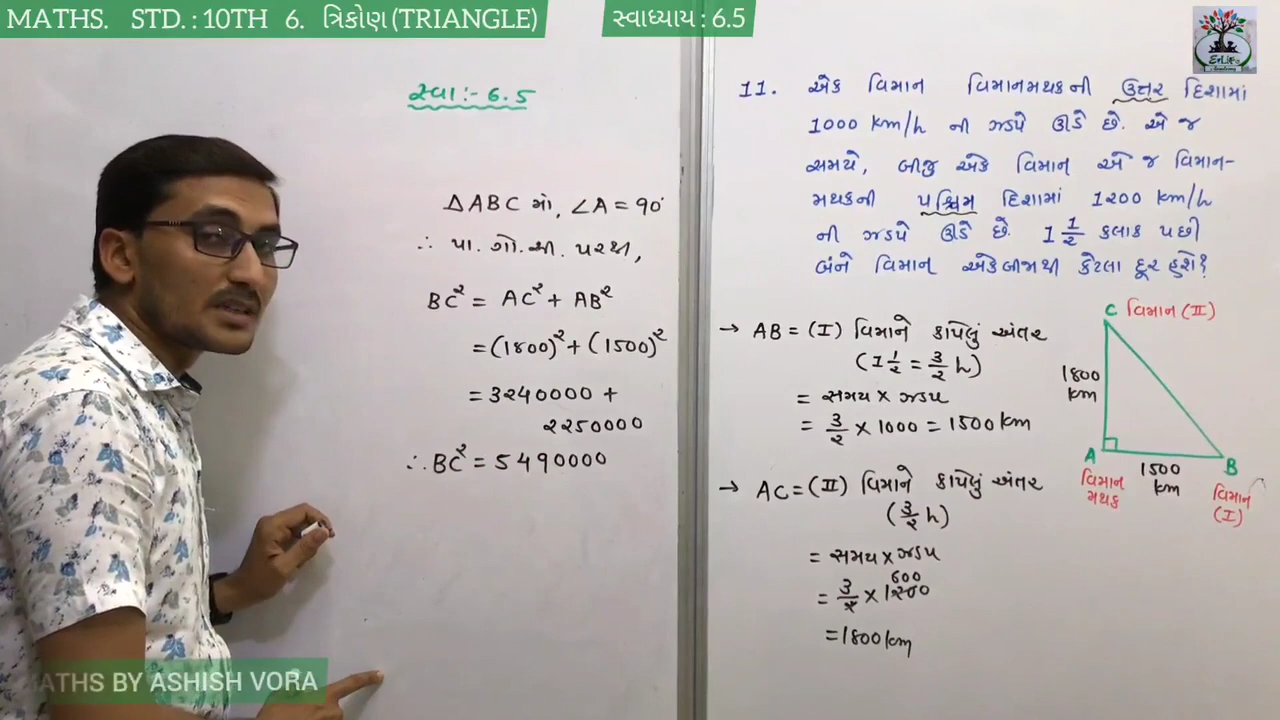 MATHS. STD. : 10TH 6. ત્રિકોણ (TRIANGLE)
સ્વાધ્યાય : 6.5
સ્વા:- 6.5
△ABC માં, ∠A = 90°
∴ પા. ગો. ની. પરથી,
BC² = AC² + AB²
= (1800)² + (1500)²
= 3240000 +
2250000
∴ BC² = 5490000
11. એક વિમાન વિમાનમથકની ઉત્તર દિશામાં
1000 km/h ની ઝડપે ઊડે છે. એ જ
સમયે, બીજુ એક વિમાન એ જ વિમાન-
મથકની પશ્ચિમ દિશામાં 1200 km/h
ની ઝડપે ઊડે છે. 1 1/2 કલાક પછી
બંને વિમાન એકબીજાથી કેટલા દૂર હશે?
→ AB = (I) વિમાને કાપેલું અંતર
(1 1/2 = 3/2 h)
= સમય × ઝડપ
= 3/2 × 1000 = 1500 km
→ AC = (II) વિમાને કાપેલું અંતર
(3/2 h)
= સમય × ઝડપ
600
= 3/2 × 1200
= 1800 km
C વિમાન (II)
1800
km
A
B
1500
km
વિમાન
મથક
વિમાન
(I)
MATHS BY ASHISH VORA